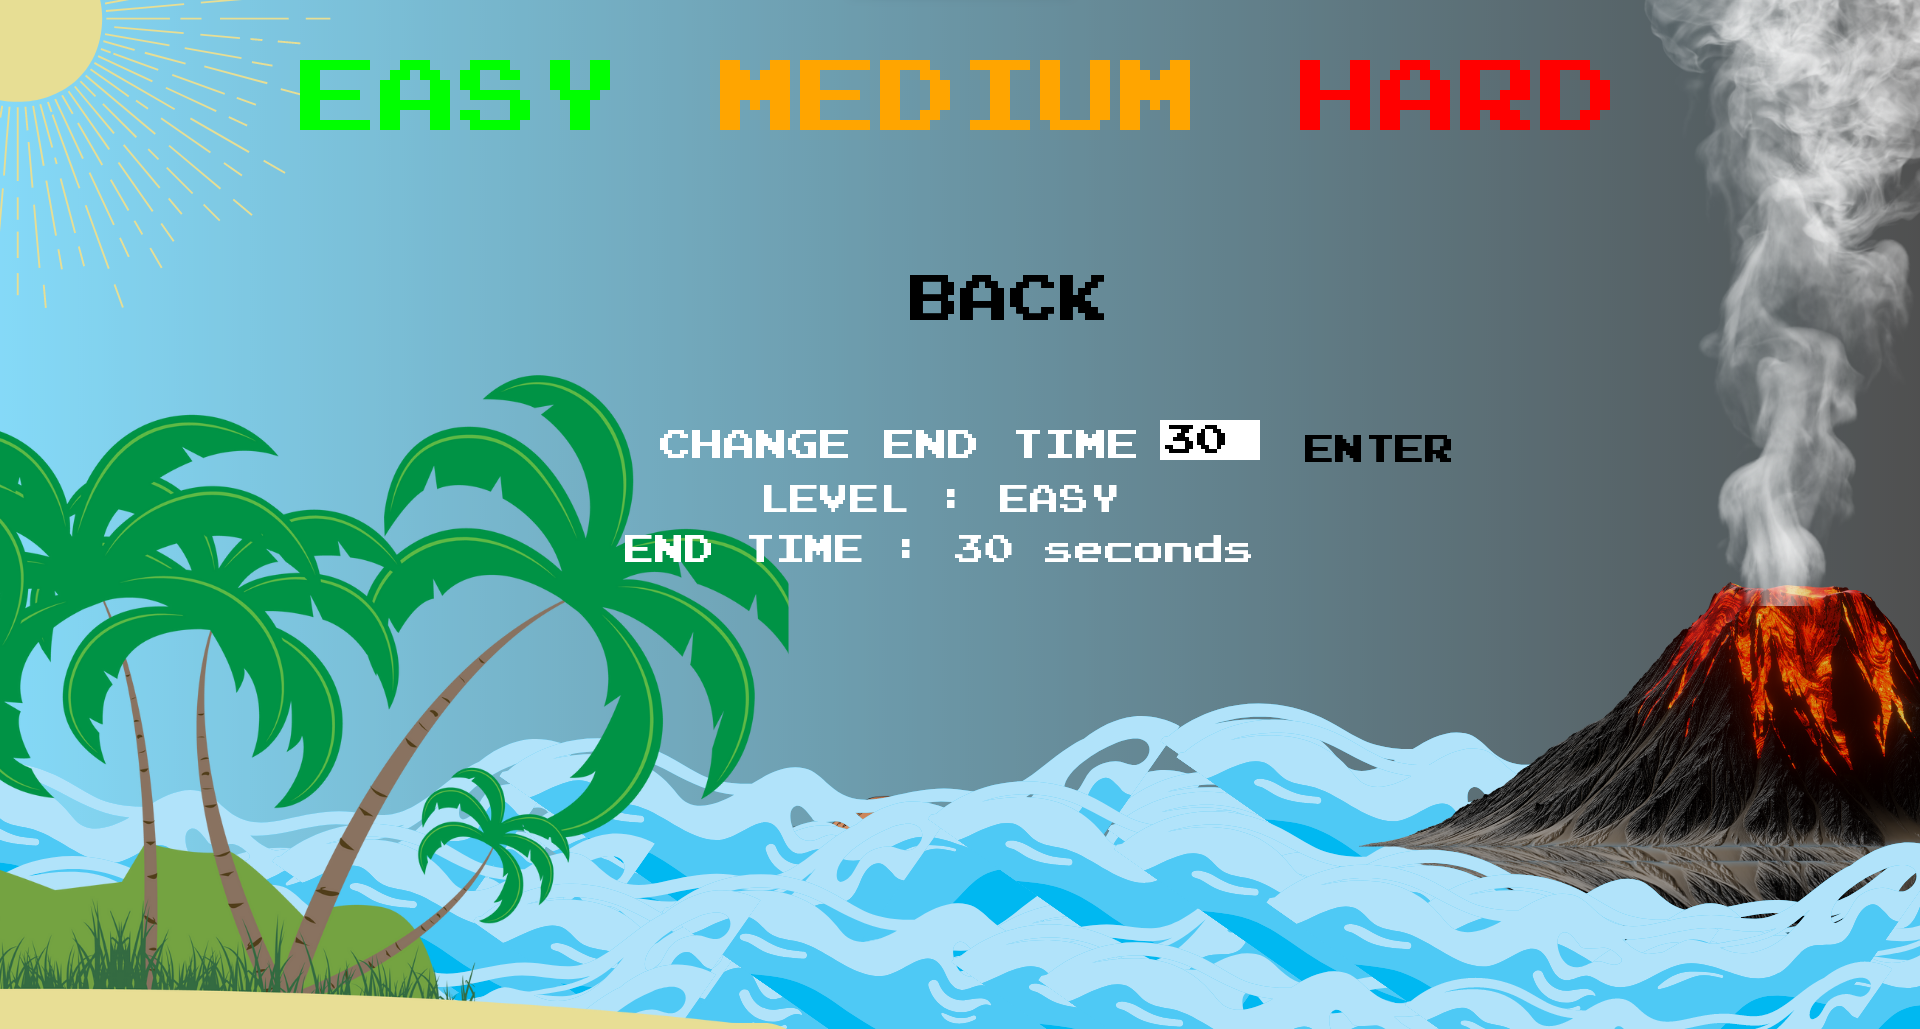 EASY MEDIUM HARD
BACK
CHANGE END TIME 30 ENTER
LEVEL : EASY
END TIME : 30 seconds